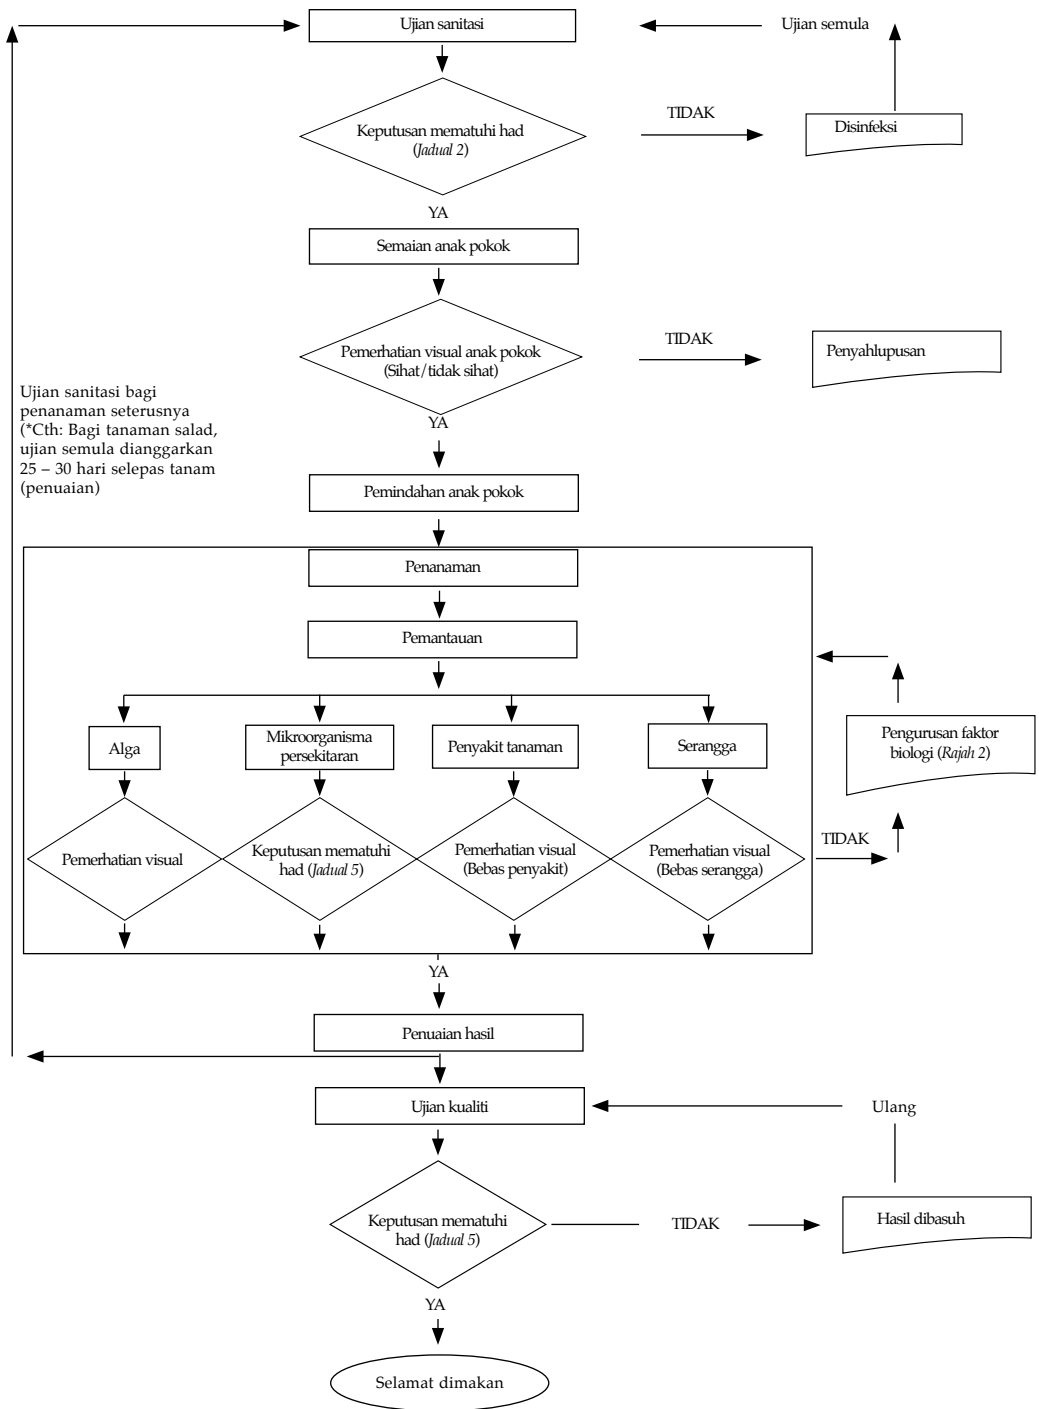 Ujian sanitasi
Ujian semula
Keputusan mematuhi had
(Jadual 2)
TIDAK
Disinfeksi
YA
Semaian anak pokok
Pemerhatian visual anak pokok
(Sihat/tidak sihat)
TIDAK
Penyahlupusan
YA
Ujian sanitasi bagi
penanaman seterusnya
(*Cth: Bagi tanaman salad,
ujian semula dianggarkan
25 – 30 hari selepas tanam
(penuaian)
Pemindahan anak pokok
Penanaman
Pemantauan
Alga
Mikroorganisma
persekitaran
Penyakit tanaman
Serangga
Pengurusan faktor
biologi (Rajah 2)
Pemerhatian visual
Keputusan mematuhi
had (Jadual 5)
Pemerhatian visual
(Bebas penyakit)
Pemerhatian visual
(Bebas serangga)
TIDAK
YA
Penuaian hasil
Ujian kualiti
Ulang
Keputusan mematuhi
had (Jadual 5)
TIDAK
Hasil dibasuh
YA
Selamat dimakan